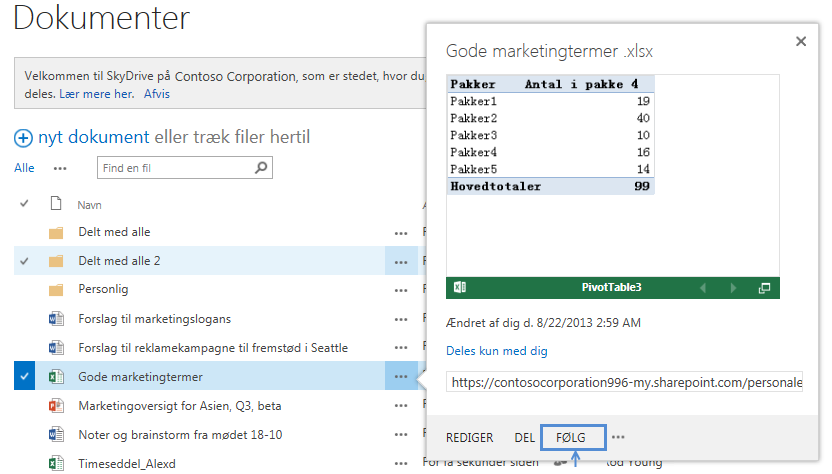 Dokumenter
Velkommen til SkyDrive på Contoso Corporation, som er stedet, hvor du
deles. Lær mere her. Afvis
nyt dokument eller træk filer hertil
Alle ...
Find en fil
Navn
Delt med alle ...
Delt med alle 2 ...
Personlig ...
Forslag til marketingslogans ...
Forslag til reklamekampagne til fremstød i Seattle ...
Gode marketingtermer ...
Marketingoversigt for Asien, Q3, beta ...
Noter og brainstorm fra mødet 18-10 ...
Timeseddel_Alexd ... For få sekunder siden Rod Young
Gode marketingtermer .xlsx
Pakker Antal i pakke 4
Pakker1 19
Pakker2 40
Pakker3 10
Pakker4 16
Pakker5 14
Hovedtotaler 99
PivotTable3
Ændret af dig d. 8/22/2013 2:59 AM
Deles kun med dig
https://contosocorporation996-my.sharepoint.com/personale
REDIGER DEL FØLG ...